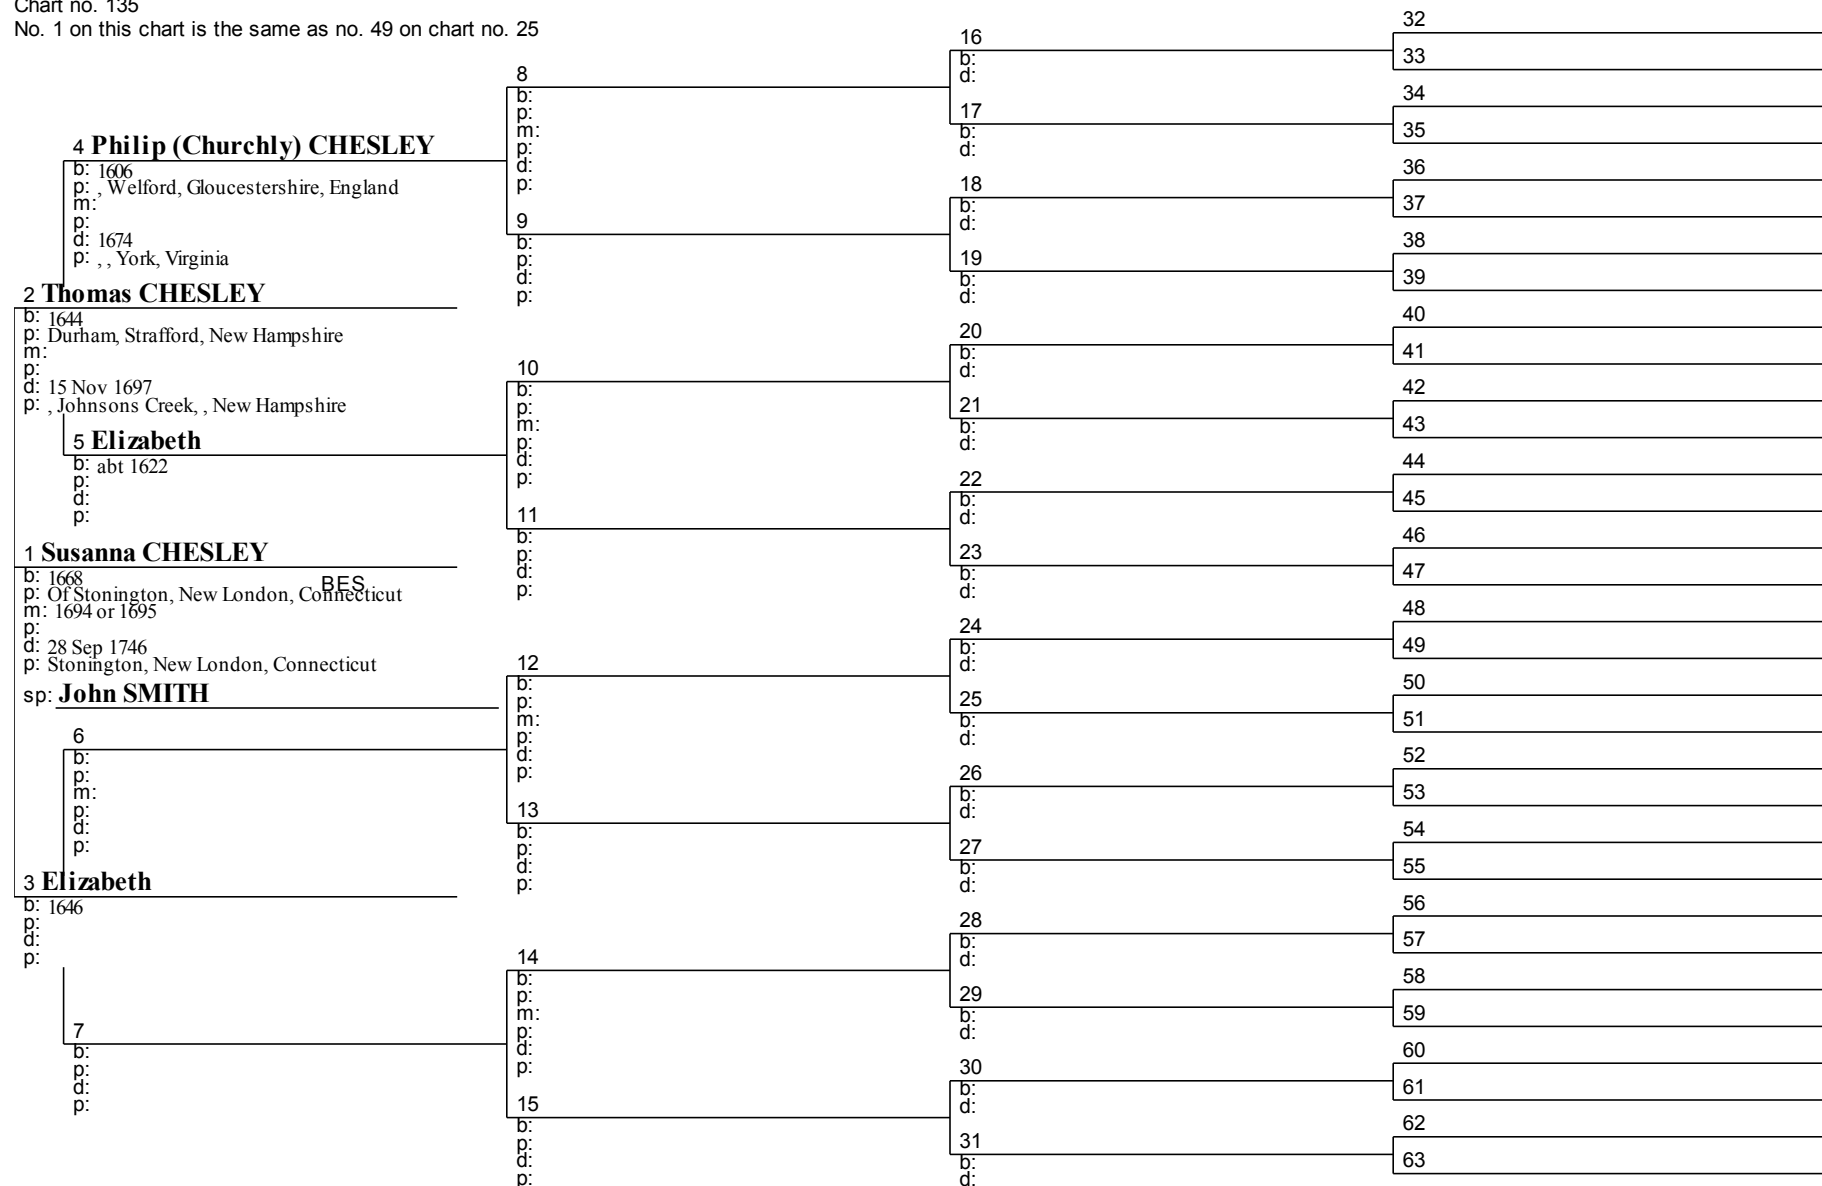 Chart no. 135
No. 1 on this chart is the same as no. 49 on chart no. 25
4 Philip (Churchly) CHESLEY
b: 1606
p: , Welford, Gloucestershire, England
m:
p:
d: 1674
p: , , York, Virginia
2 Thomas CHESLEY
b: 1644
p: Durham, Strafford, New Hampshire
m:
p:
d: 15 Nov 1697
p: , Johnsons Creek, , New Hampshire
5 Elizabeth
b: abt 1622
p:
d:
p:
1 Susanna CHESLEY
b: 1668
BES
p: Of Stonington, New London, Connecticut
m: 1694 or 1695
p:
d: 28 Sep 1746
p: Stonington, New London, Connecticut
sp: John SMITH
6
b:
p:
m:
p:
d:
p:
3 Elizabeth
b: 1646
p:
d:
p:
7
b:
p:
d:
p:
8
b:
p:
m:
p:
d:
p:
9
b:
p:
d:
p:
10
b:
p:
m:
p:
d:
p:
11
b:
p:
d:
p:
12
b:
p:
m:
p:
d:
p:
13
b:
p:
d:
p:
14
b:
p:
m:
p:
d:
p:
15
b:
p:
d:
p:
16
b:
d:
17
b:
d:
18
b:
d:
19
b:
d:
20
b:
d:
21
b:
d:
22
b:
d:
23
b:
d:
24
b:
d:
25
b:
d:
26
b:
d:
27
b:
d:
28
b:
d:
29
b:
d:
30
b:
d:
31
b:
d:
32
33
34
35
36
37
38
39
40
41
42
43
44
45
46
47
48
49
50
51
52
53
54
55
56
57
58
59
60
61
62
63